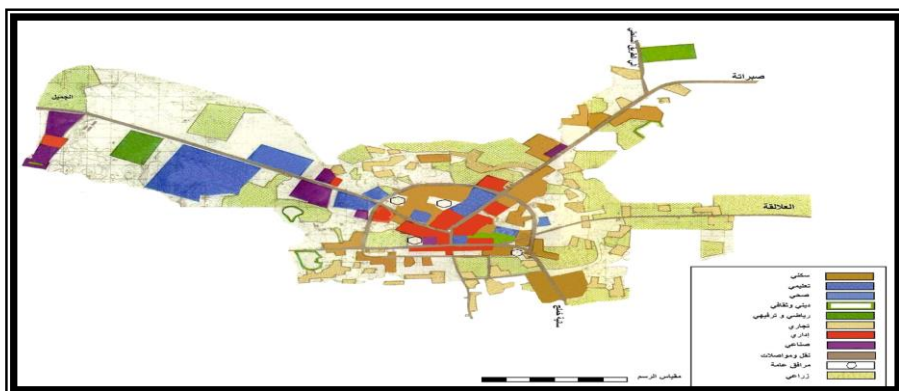 صبراتة
الجميل
العلالقة
سكني
تعليمي
صحي
ديني وثقافي
رياضي و ترفيهي
تجاري
إداري
صناعي
نقل ومواصلات
مرافق عامة
زراعي
مقياس الرسم